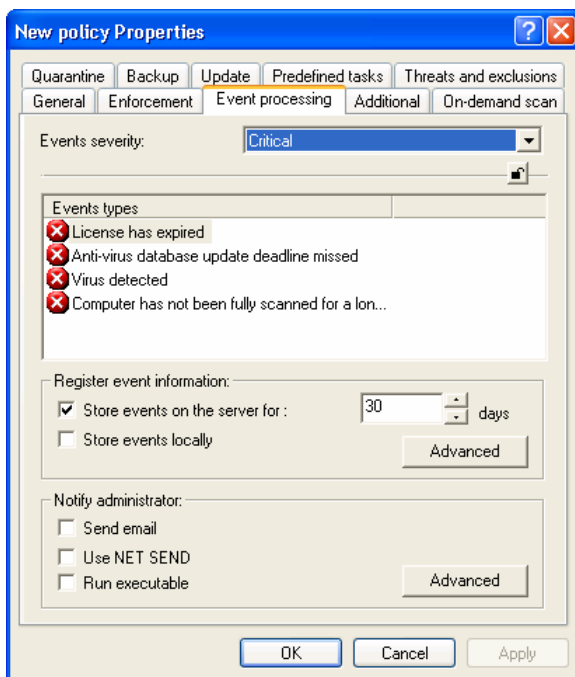 New policy Properties
Quarantine Backup Update Predefined tasks Threats and exclusions
General Enforcement Event processing Additional On-demand scan
Events severity: Critical
Events types
License has expired
Anti-virus database update deadline missed
Virus detected
Computer has not been fully scanned for a lon...
Register event information:
Store events on the server for : 30 days
Store events locally
Advanced
Notify administrator:
Send email
Use NET SEND
Run executable
Advanced
OK Cancel Apply